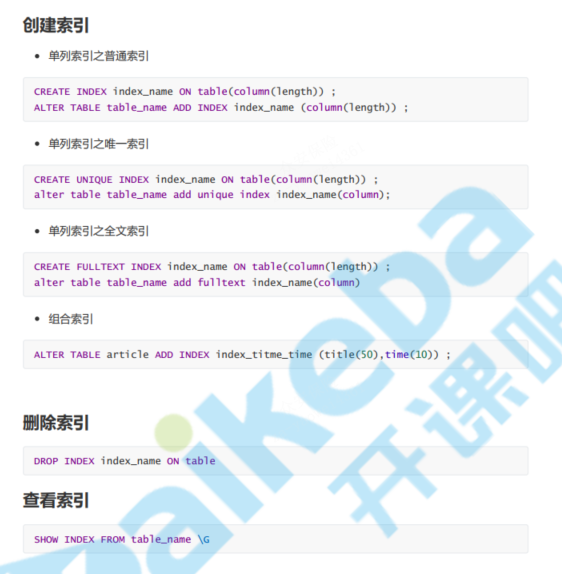 创建索引
单列索引之普通索引
CREATE INDEX index_name ON table(column(length)) ;
ALTER TABLE table_name ADD INDEX index_name (column(length)) ;
单列索引之唯一索引
CREATE UNIQUE INDEX index_name ON table(column(length)) ;
alter table table_name add unique index index_name(column);
单列索引之全文索引
CREATE FULLTEXT INDEX index_name ON table(column(length)) ;
alter table table_name add fulltext index_name(column)
组合索引
ALTER TABLE article ADD INDEX index_titme_time (title(50),time(10)) ;
删除索引
DROP INDEX index_name ON table
查看索引
SHOW INDEX FROM table_name \G
kaikeba
开课吧